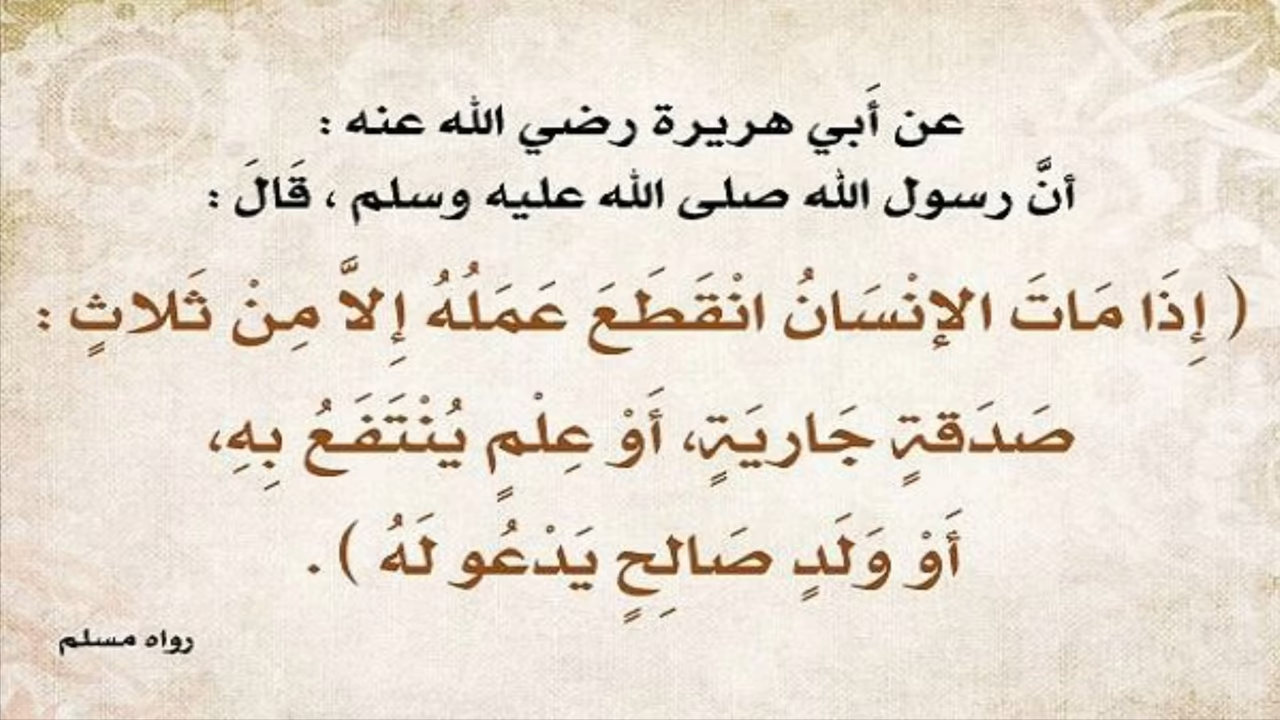 عن أَبي هريرة رضي الله عنه :
أنَّ رسول الله صلى الله عليه وسلم ، قَالَ :
( إِذَا مَاتَ الإنْسَانُ انْقَطَعَ عَمَلُهُ إِلاَّ مِنْ ثَلاثٍ :
صَدَقةٍ جَاريَةٍ، أَوْ عِلْمٍ يُنْتَفَعُ بِهِ،
أَوْ وَلَدٍ صَالِحٍ يَدْعُو لَهُ ) .
رواه مسلم